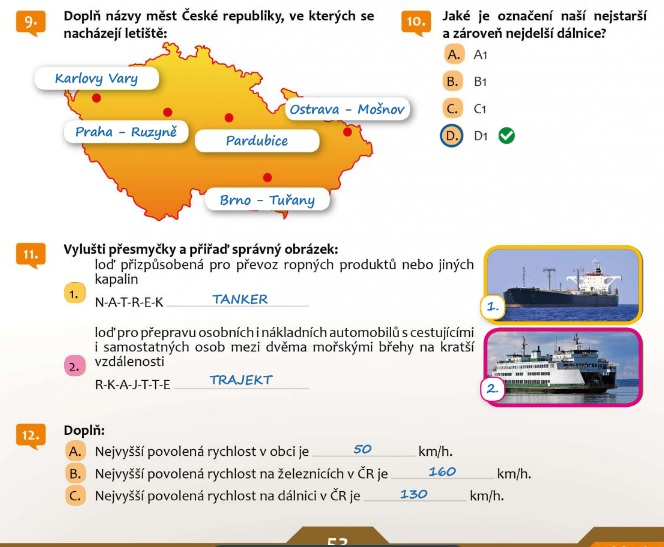 9. Doplň názvy měst České republiky, ve kterých se
nacházejí letiště:
Karlovy Vary
Ostrava - Mošnov
Praha - Ruzyně
Pardubice
Brno - Tuřany
10. Jaké je označení naší nejstarší
a zároveň nejdelší dálnice?
A. A1
B. B1
C. C1
D. D1
11. Vylušti přesmyčky a přiřaď správný obrázek:
loď přizpůsobená pro převoz ropných produktů nebo jiných
kapalin
1.
N-A-T-R-E-K TANKER
1.
loď pro přepravu osobních i nákladních automobilů s cestujícími
i samostatných osob mezi dvěma mořskými břehy na kratší
2. vzdálenosti
R-K-A-J-T-T-E TRAJEKT
2.
12. Doplň:
A. Nejvyšší povolená rychlost v obci je 50 km/h.
B. Nejvyšší povolená rychlost na železnicích v ČR je 160 km/h.
C. Nejvyšší povolená rychlost na dálnici v ČR je 130 km/h.
53